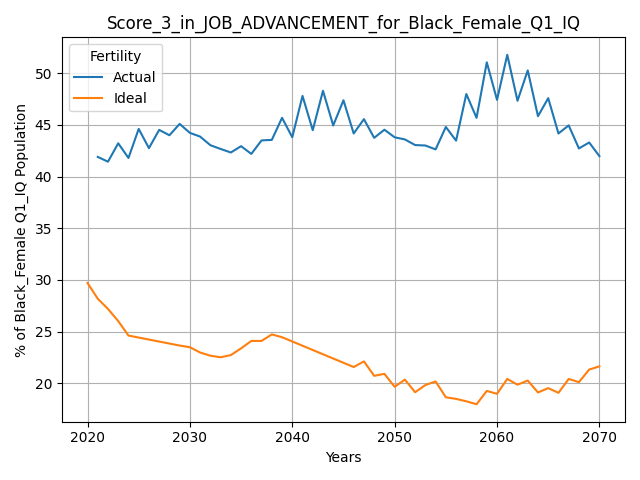 Score_3_in_JOB_ADVANCEMENT_for_Black_Female_Q1_IQ
Fertility
Actual
Ideal
% of Black_Female Q1_IQ Population
50
45
40
35
30
25
20
2020
2030
2040
2050
2060
2070
Years